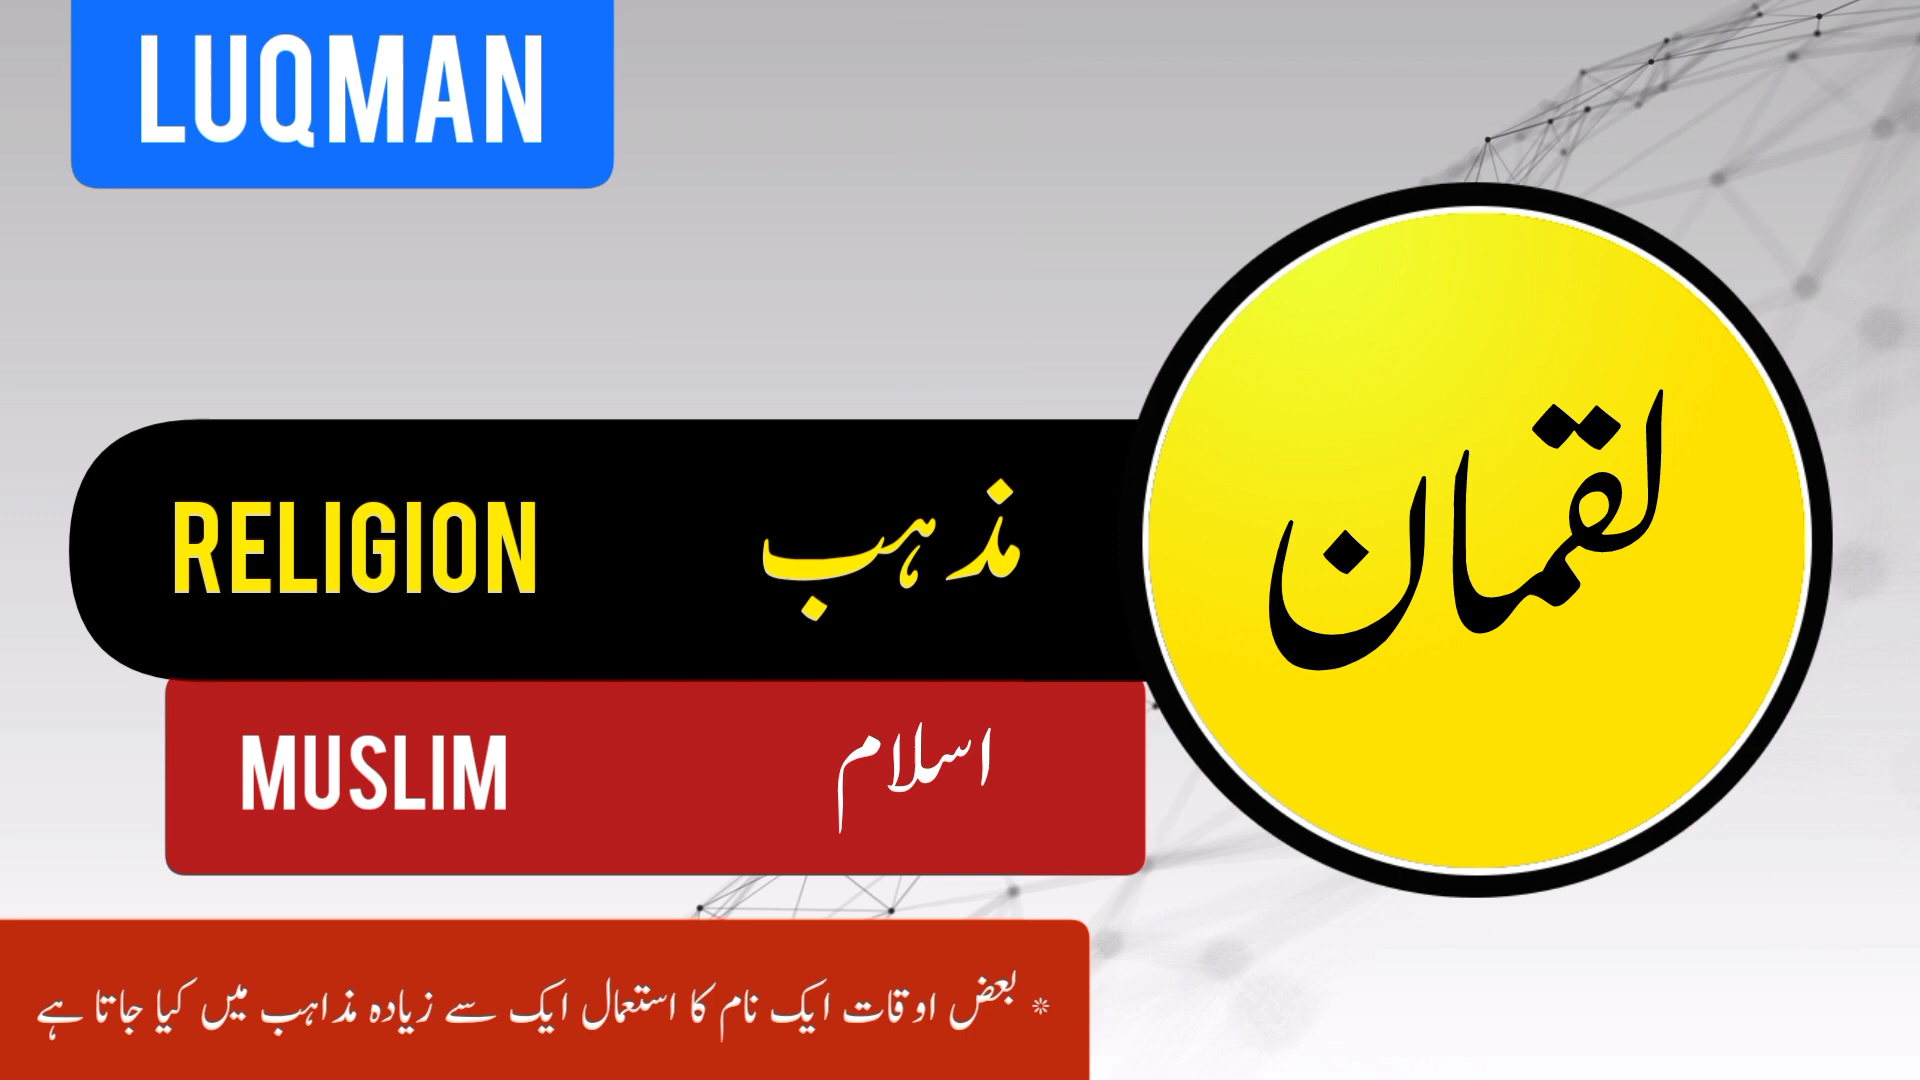 LUQMAN
لقمان
RELIGION مذہب
MUSLIM اسلام
* بعض اوقات ایک نام کا استعمال ایک سے زیادہ مذاہب میں کیا جاتا ہے